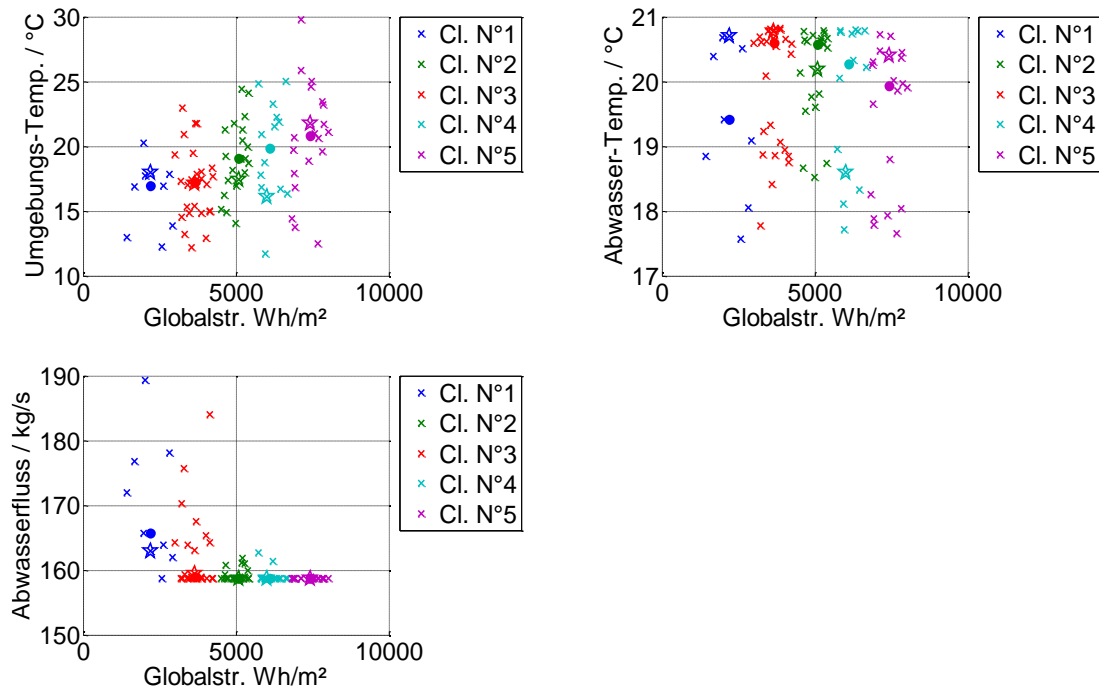 30
25
20
15
10
0
5000
10000
Umgebungs-Temp. / °C
Globalstr. Wh/m²
Cl. N°1
Cl. N°2
Cl. N°3
Cl. N°4
Cl. N°5
21
20
19
18
17
0
5000
10000
Abwasser-Temp. / °C
Globalstr. Wh/m²
Cl. N°1
Cl. N°2
Cl. N°3
Cl. N°4
Cl. N°5
190
180
170
160
150
0
5000
10000
Abwasserfluss / kg/s
Globalstr. Wh/m²
Cl. N°1
Cl. N°2
Cl. N°3
Cl. N°4
Cl. N°5